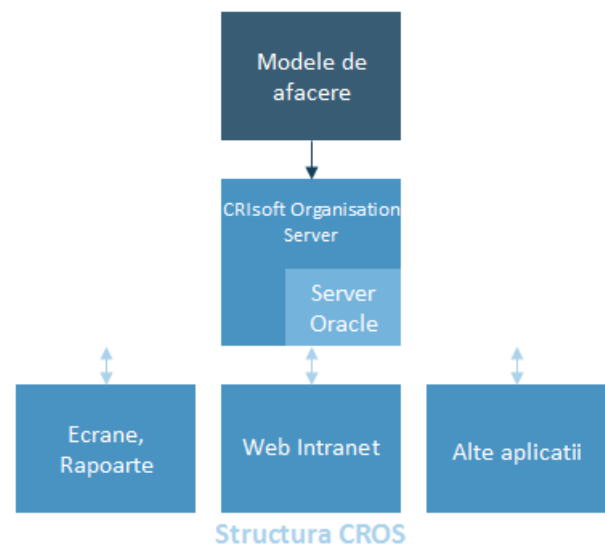 Modele de
afacere
CRIsoft Organisation
Server
Server
Oracle
Ecrane,
Rapoarte
Web Intranet
Alte aplicatii
Structura CROS